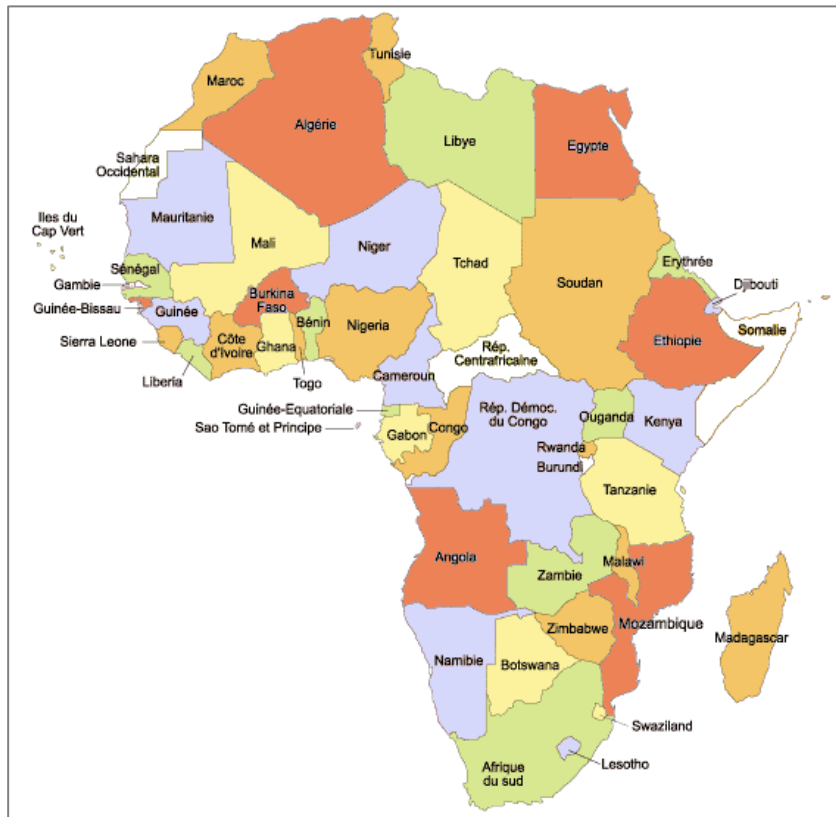 Tunisie
Maroc
Algérie
Libye
Egypte
Sahara
Occidental
Mauritanie
Iles du
Cap Vert
Mali
Niger
Tchad
Soudan
Erythrée
Sénégal
Djibouti
Gambie
Burkina
Faso
Guinée-Bissau
Guinée
Bénin
Nigeria
Somalie
Sierra Leone
Côte
d'Ivoire
Ghana
Ethiopie
Rép.
Centrafricaine
Liberia
Togo
Cameroun
Guinée-Equatoriale
Rép. Démoc.
du Congo
Ouganda
Kenya
Sao Tomé et Principe
Gabon
Congo
Rwanda
Burundi
Tanzanie
Angola
Malawi
Zambie
Mozambique
Zimbabwe
Madagascar
Namibie
Botswana
Swaziland
Lesotho
Afrique
du sud